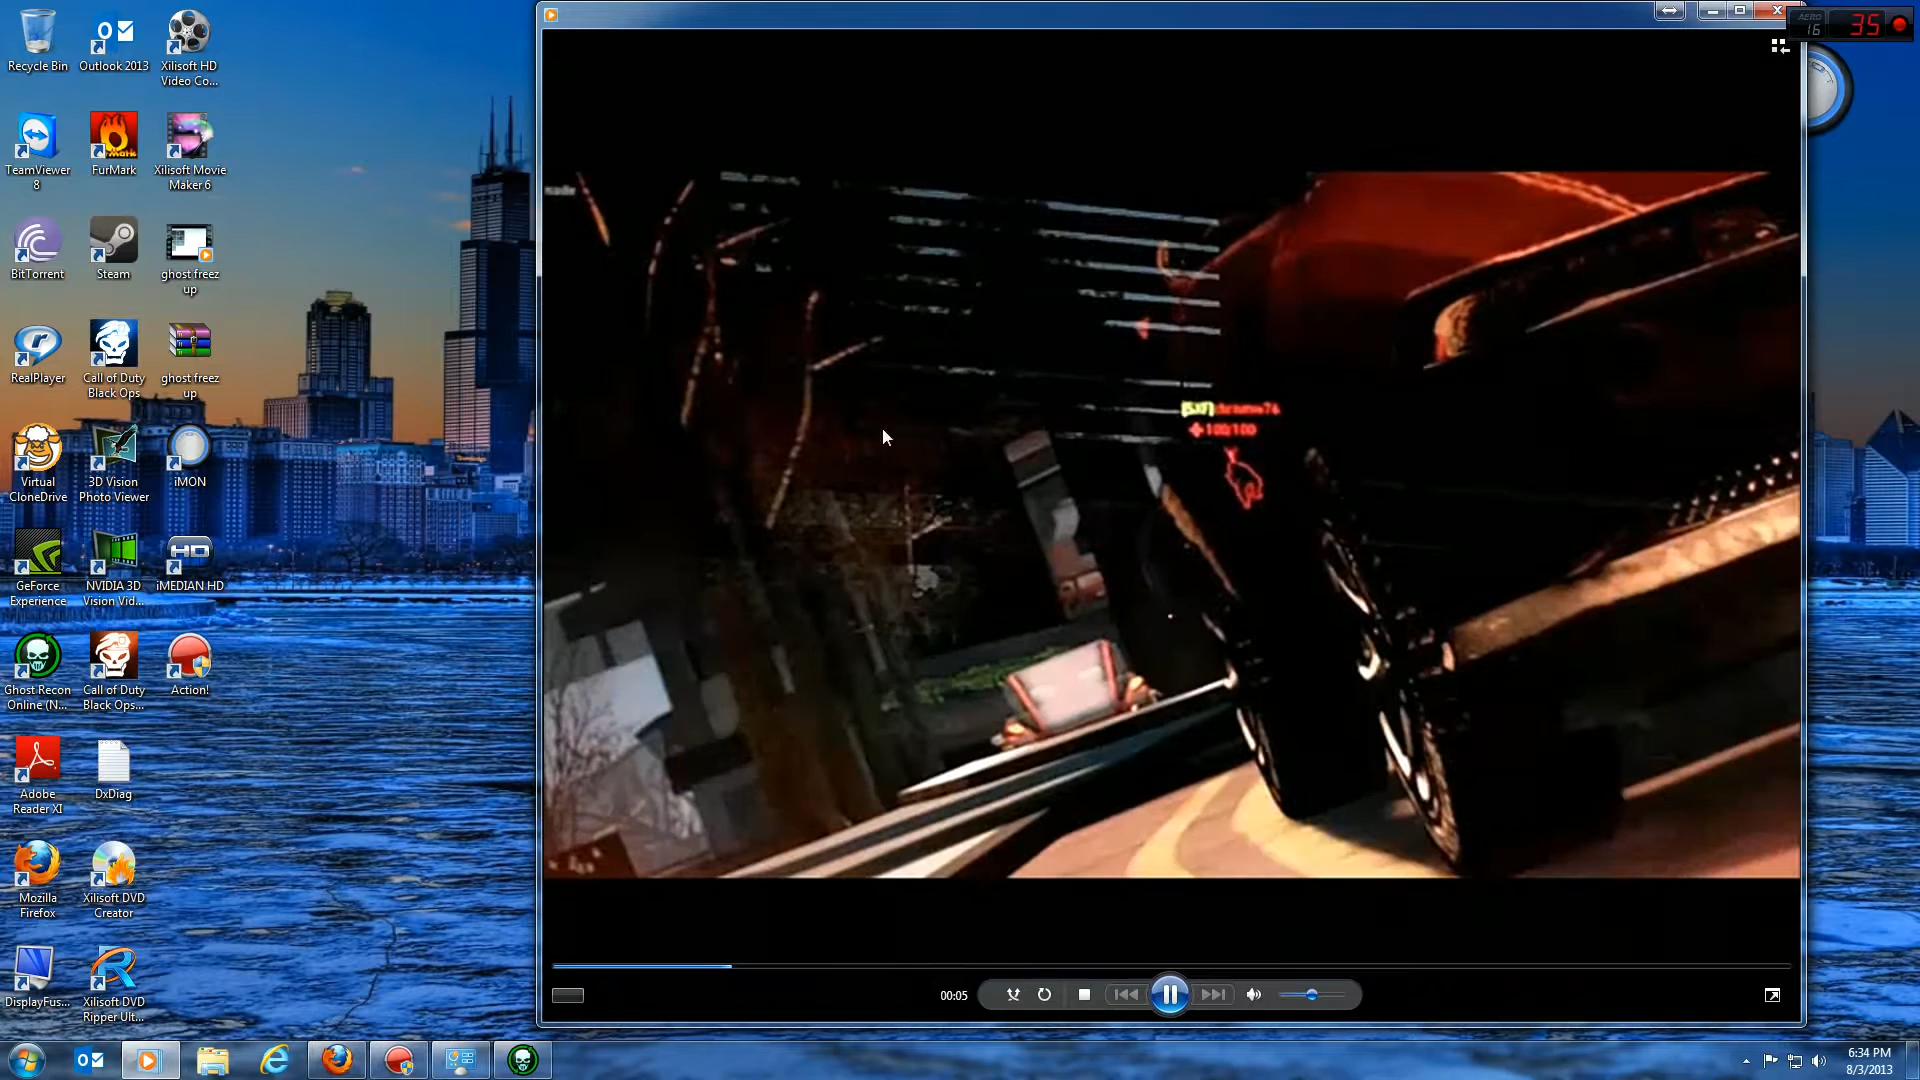 Recycle Bin
Outlook 2013
Xilisoft HD
Video Co...
TeamViewer
8
FurMark
Xilisoft Movie
Maker 6
BitTorrent
Steam
ghost freez
up
RealPlayer
Call of Duty
Black Ops
ghost freez
up
Virtual
CloneDrive
3D Vision
Photo Viewer
iMON
GeForce
Experience
NVIDIA 3D
Vision Vid...
HD
iMEDIAN HD
Ghost Recon
Online (N...
Call of Duty
Black Ops...
Action!
Adobe
Reader XI
DxDiag
Mozilla
Firefox
Xilisoft DVD
Creator
DisplayFus...
Xilisoft DVD
Ripper Ult...
AERO
16
35
100/100
00:05
6:34 PM
8/3/2013